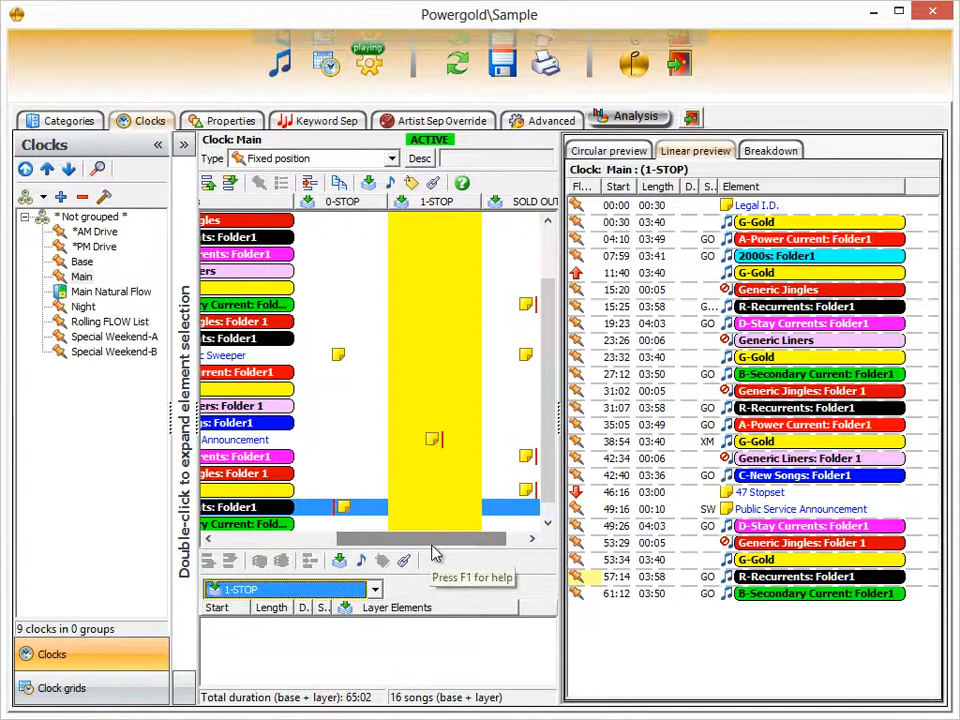 Powergold\Sample
playing
Categories
Clocks
Properties
Keyword Sep
Artist Sep Override
Advanced
Analysis
Clocks «
»
* Not grouped *
*AM Drive
*PM Drive
Base
Main
Main Natural Flow
Night
Rolling FLOW List
Special Weekend-A
Special Weekend-B
9 clocks in 0 groups
Clocks
Clock grids
Double-click to expand element selection
Clock: Main ACTIVE
Type Fixed position Desc
0-STOP 1-STOP SOLD OUT
gles
ts: Folder1
rents: Folder1
ers
ry Current: Fold...
gles: Folder 1
ts: Folder1
c Sweeper
urrent: Folder1
ers: Folder 1
ngs: Folder1
Announcement
rents: Folder1
gles: Folder1
ts: Folder1
ry Current: Folder1
Press F1 for help
1-STOP
Start Length D. S.. Layer Elements
Total duration (base + layer): 65:02 16 songs (base + layer)
Circular preview Linear preview Breakdown
Clock: Main : (1-STOP)
Fl... Start Length D. S.. Element
00:00 00:30 Legal I.D.
00:30 03:40 G-Gold
04:10 03:49 GO A-Power Current: Folder1
07:59 03:41 GO 2000s: Folder1
11:40 03:40 G-Gold
15:20 00:05 Generic Jingles
15:25 03:58 G... R-Recurrents: Folder1
19:23 04:03 GO D-Stay Currents: Folder1
23:26 00:06 Generic Liners
23:32 03:40 G-Gold
27:12 03:50 GO B-Secondary Current: Folder1
31:02 00:05 Generic Jingles: Folder 1
31:07 03:58 GO R-Recurrents: Folder1
35:05 03:49 GO A-Power Current: Folder1
38:54 03:40 XM G-Gold
42:34 00:06 Generic Liners: Folder 1
42:40 03:36 GO C-New Songs: Folder1
46:16 03:00 47 Stopset
49:16 00:10 SW Public Service Announcement
49:26 04:03 GO D-Stay Currents: Folder1
53:29 00:05 Generic Jingles: Folder1
53:34 03:40 G-Gold
57:14 03:58 GO R-Recurrents: Folder1
61:12 03:50 GO B-Secondary Current: Folder1